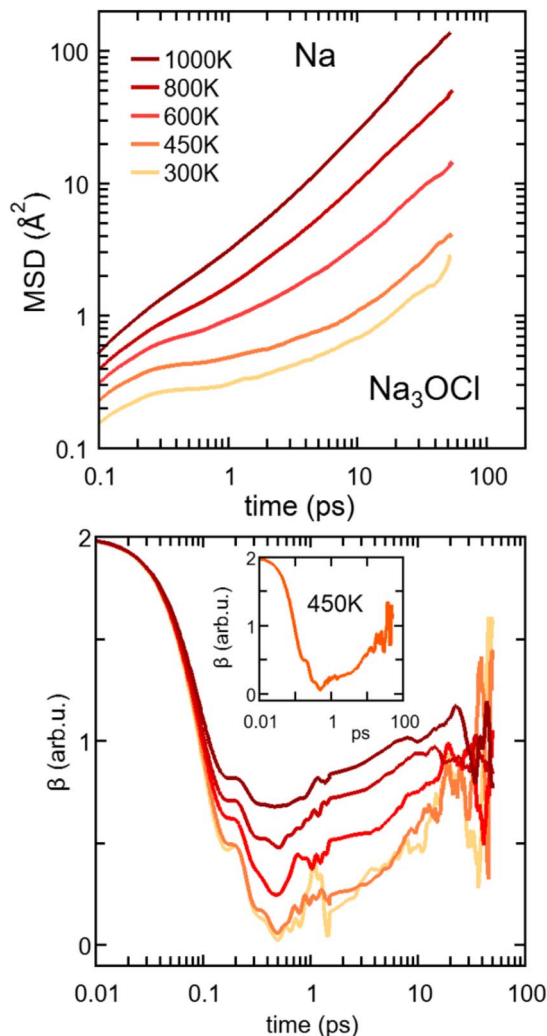 100
10
1
0.1
MSD (Å²)
Na
1000K
800K
600K
450K
300K
Na₃OCl
0.1
1
10
100
time (ps)
2
1
0
β (arb.u.)
2
1
0
β (arb.u.)
450K
0.01
1
100
ps
0.01
0.1
1
10
100
time (ps)